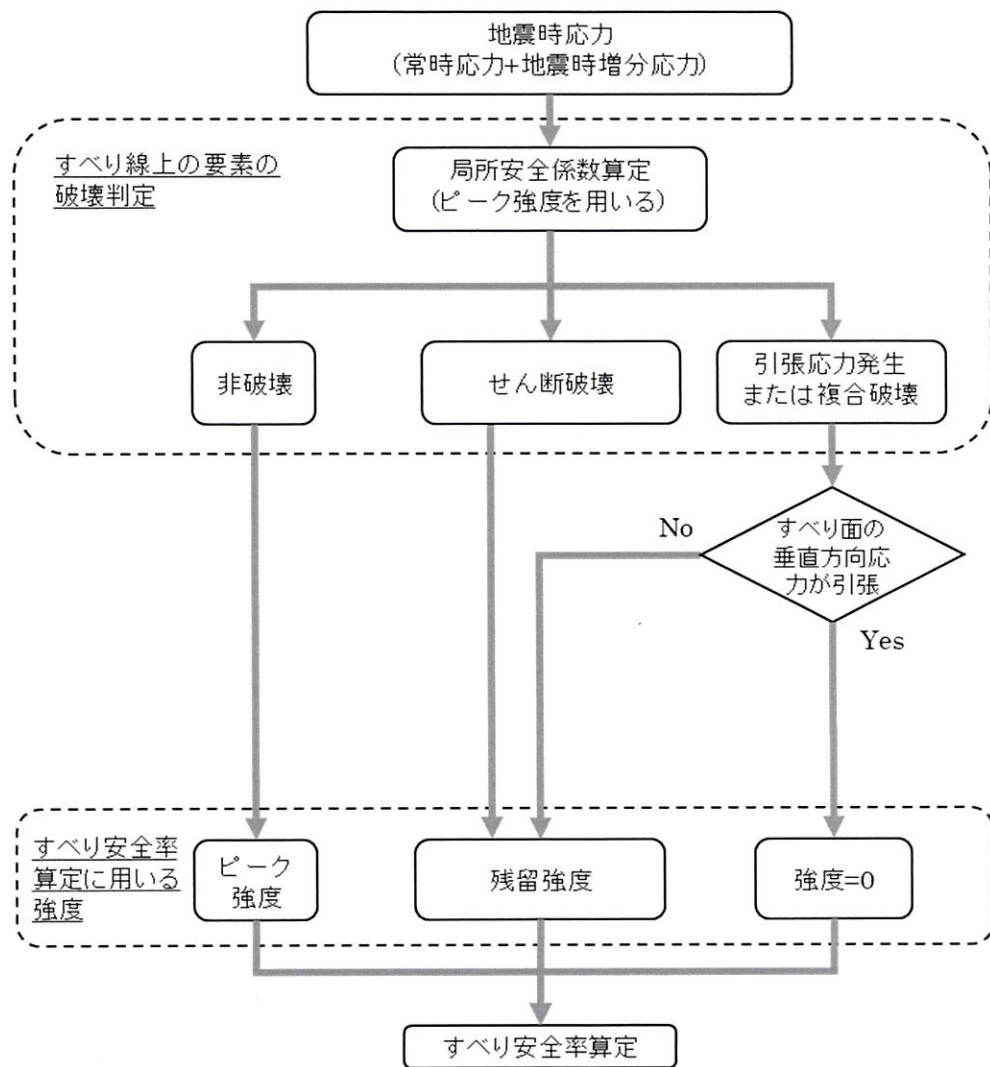 地震時応力
(常時応力+地震時増分応力)
すべり線上の要素の
破壊判定
局所安全係数算定
(ピーク強度を用いる)
非破壊
せん断破壊
引張応力発生
または複合破壊
No
すべり面の
垂直方向応
力が引張
Yes
すべり安全率
算定に用いる
強度
ピーク
強度
残留強度
強度=0
すべり安全率算定